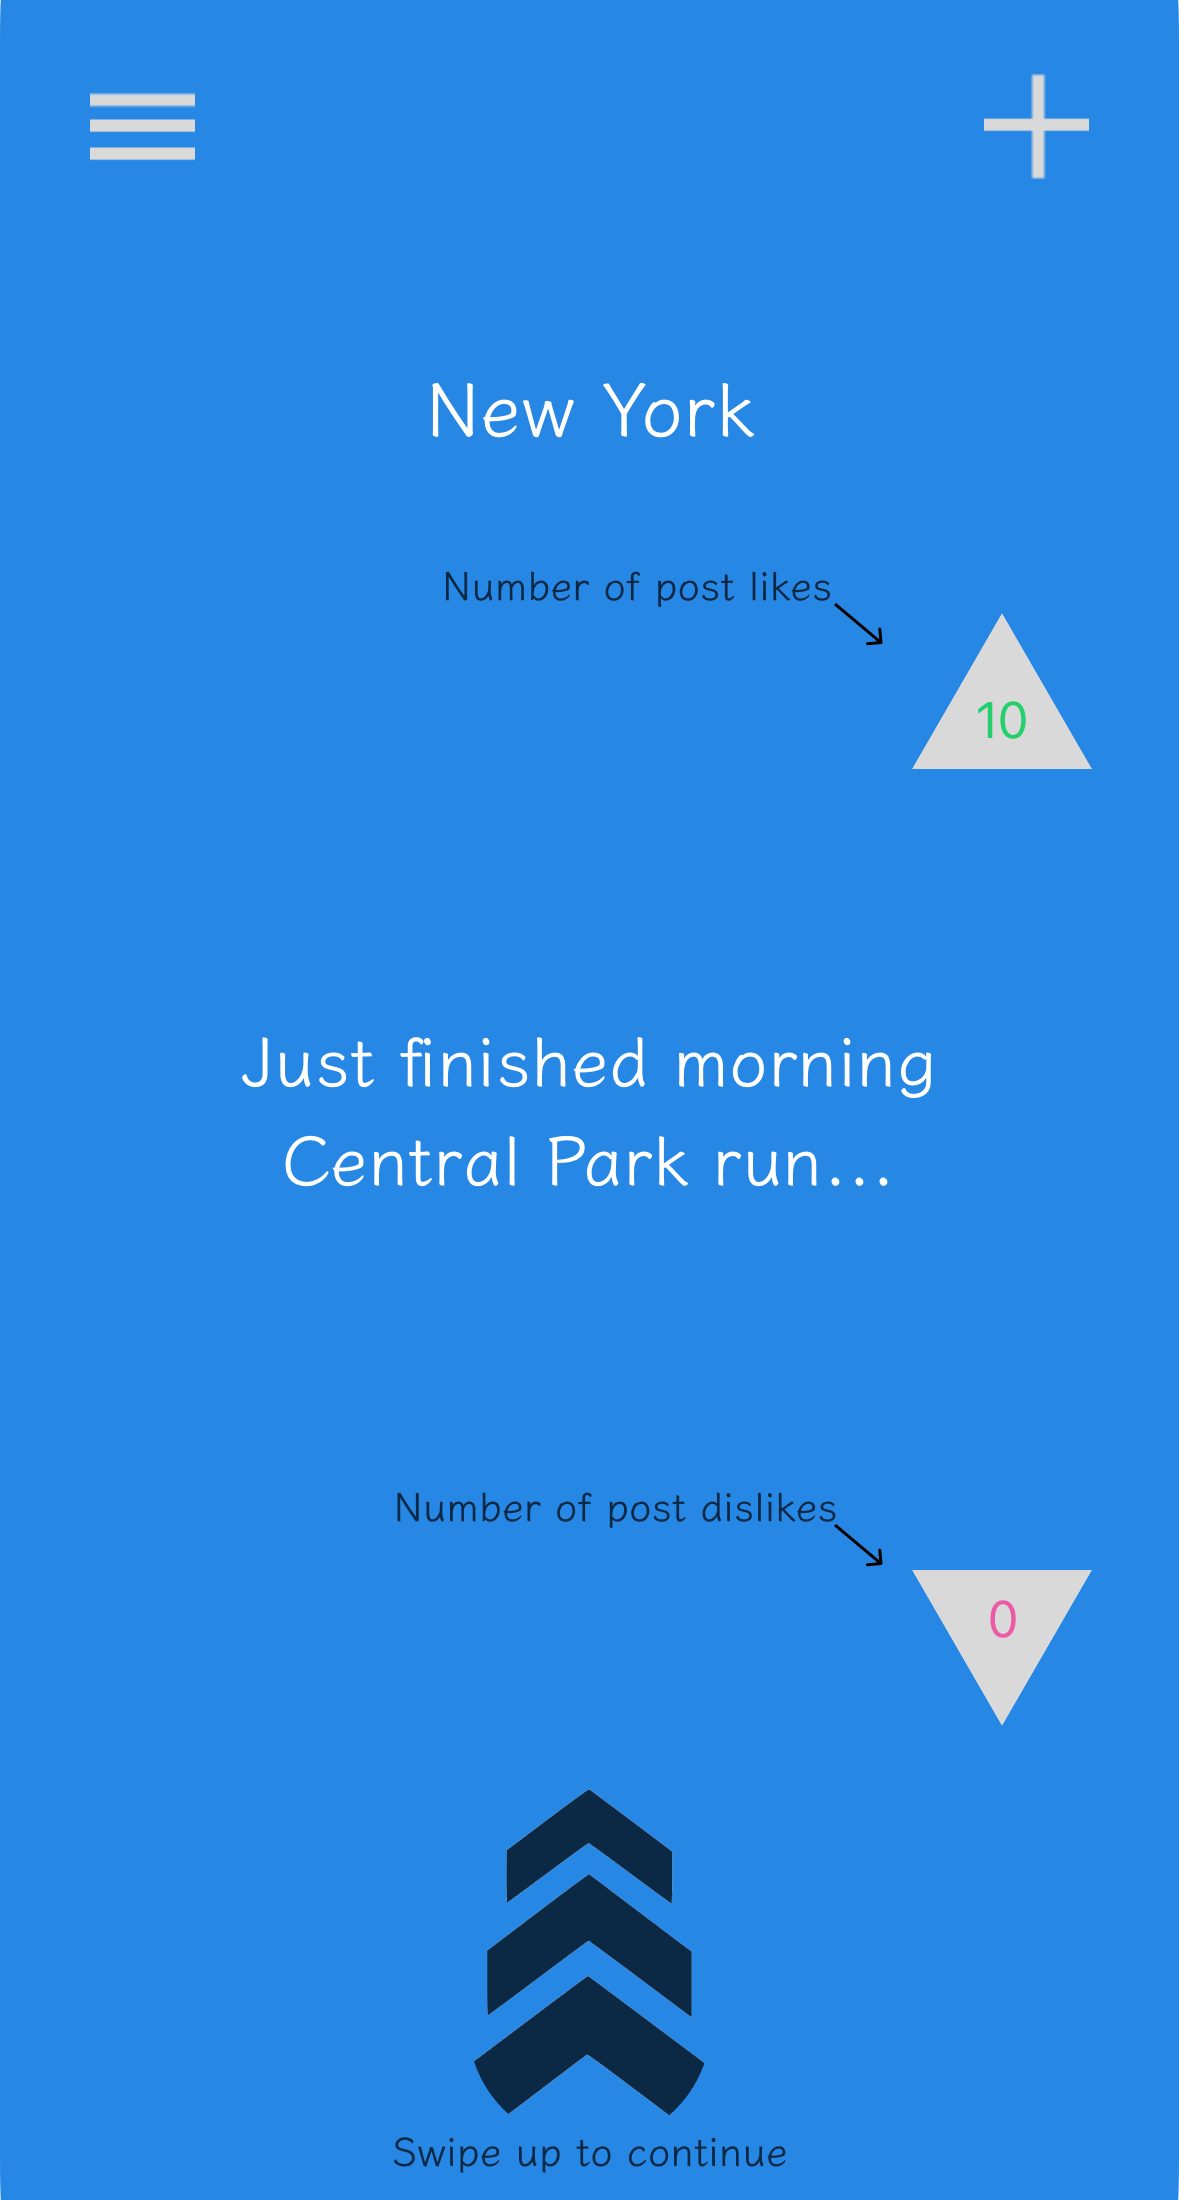 New York
Number of post likes
10
Just finished morning
Central Park run...
Number of post dislikes
0
Swipe up to continue